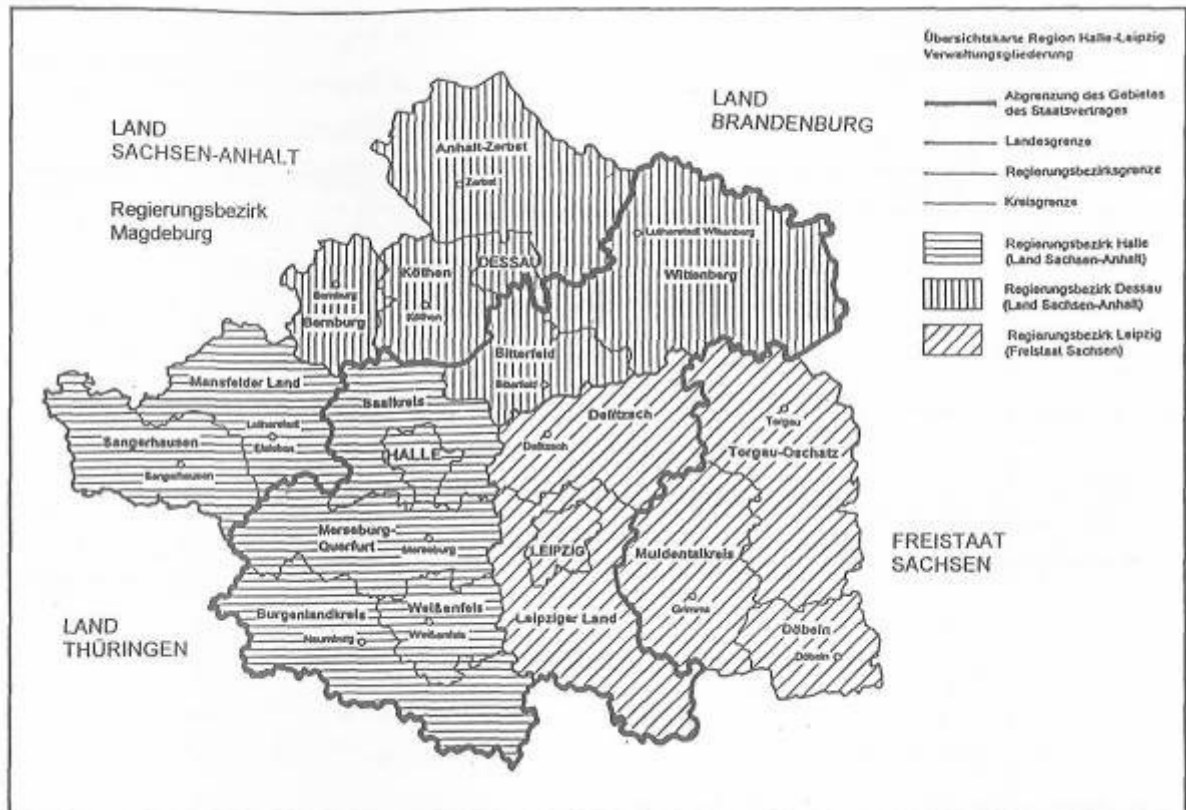 Übersichtskarte Region Halle-Leipzig
Verwaltungsgliederung
Abgrenzung des Gebietes
des Staatsvertrages
Landesgrenze
Regierungsbezirksgrenze
Kreisgrenze
Regierungsbezirk Halle
(Land Sachsen-Anhalt)
Regierungsbezirk Dessau
(Land Sachsen-Anhalt)
Regierungsbezirk Leipzig
(Freistaat Sachsen)
LAND
SACHSEN-ANHALT
Regierungsbezirk
Magdeburg
LAND
BRANDENBURG
Anhalt-Zerbst
Zerbst
Lutherstadt Wittenberg
Wittenberg
DESSAU
Köthen
Köthen
Bernburg
Bernburg
Bitterfeld
Bitterfeld
Mansfelder Land
Lutherstadt
Eisleben
Sangerhausen
Sangerhausen
Saalkreis
HALLE
Delitzsch
Delitzsch
Torgau
Torgau-Oschatz
Merseburg-
Querfurt
Merseburg
LEIPZIG
Muldentalkreis
Grimma
FREISTAAT
SACHSEN
Burgenlandkreis
Naumburg
Weißenfels
Weißenfels
Leipziger Land
Döbeln
Döbeln
LAND
THÜRINGEN